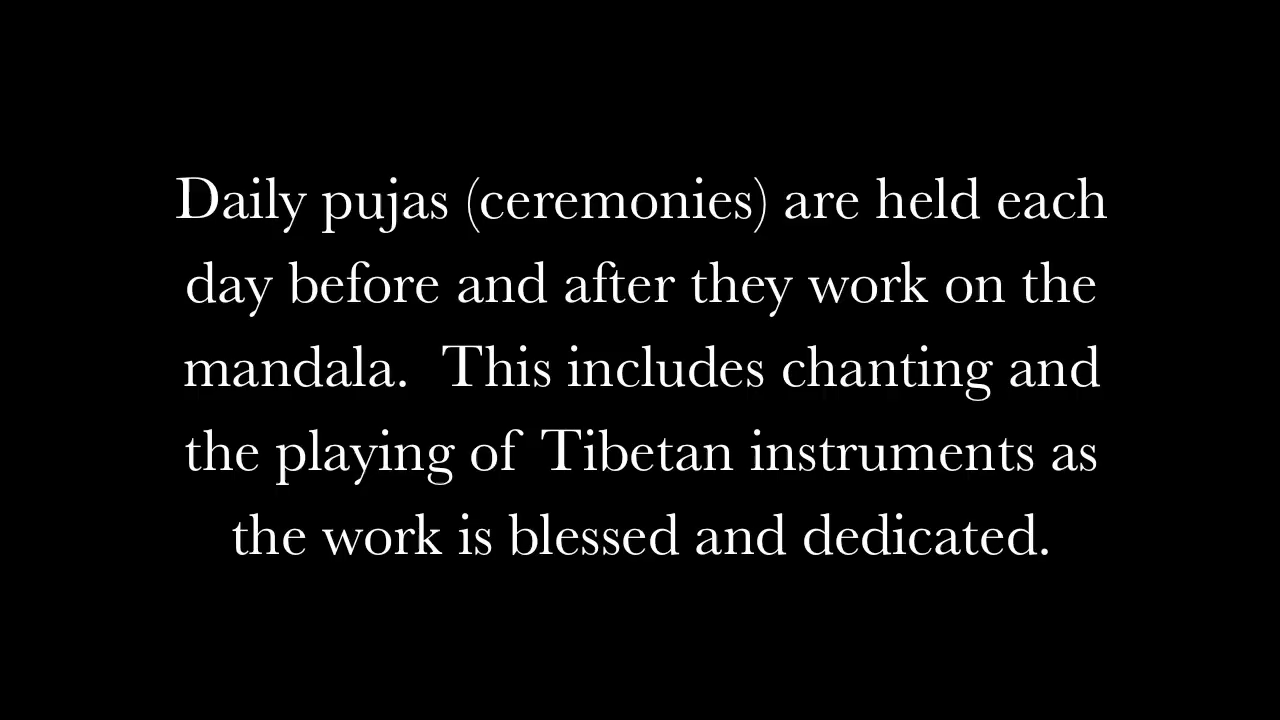 Daily pujas (ceremonies) are held each
day before and after they work on the
mandala.  This includes chanting and
the playing of Tibetan instruments as
the work is blessed and dedicated.